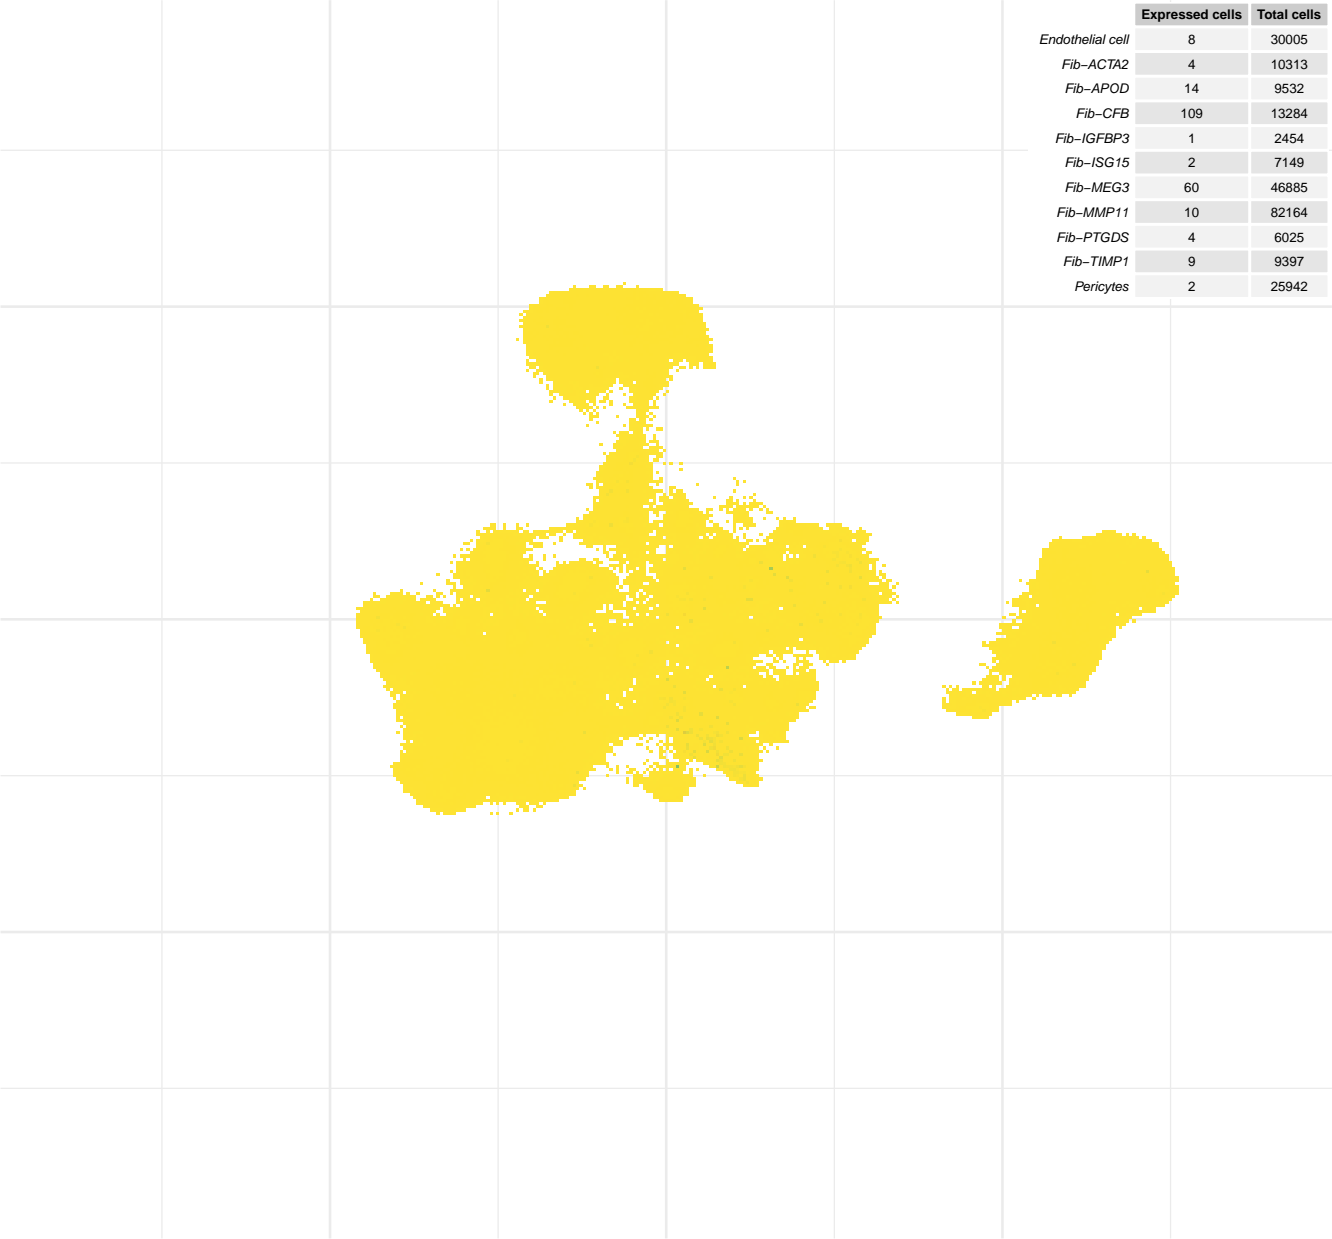 Expressed cells Total cells
Endothelial cell 8 30005
Fib−ACTA2 4 10313
Fib−APOD 14 9532
Fib−CFB 109 13284
Fib−IGFBP3 1 2454
Fib−ISG15 2 7149
Fib−MEG3 60 46885
Fib−MMP11 10 82164
Fib−PTGDS 4 6025
Fib−TIMP1 9 9397
Pericytes 2 25942